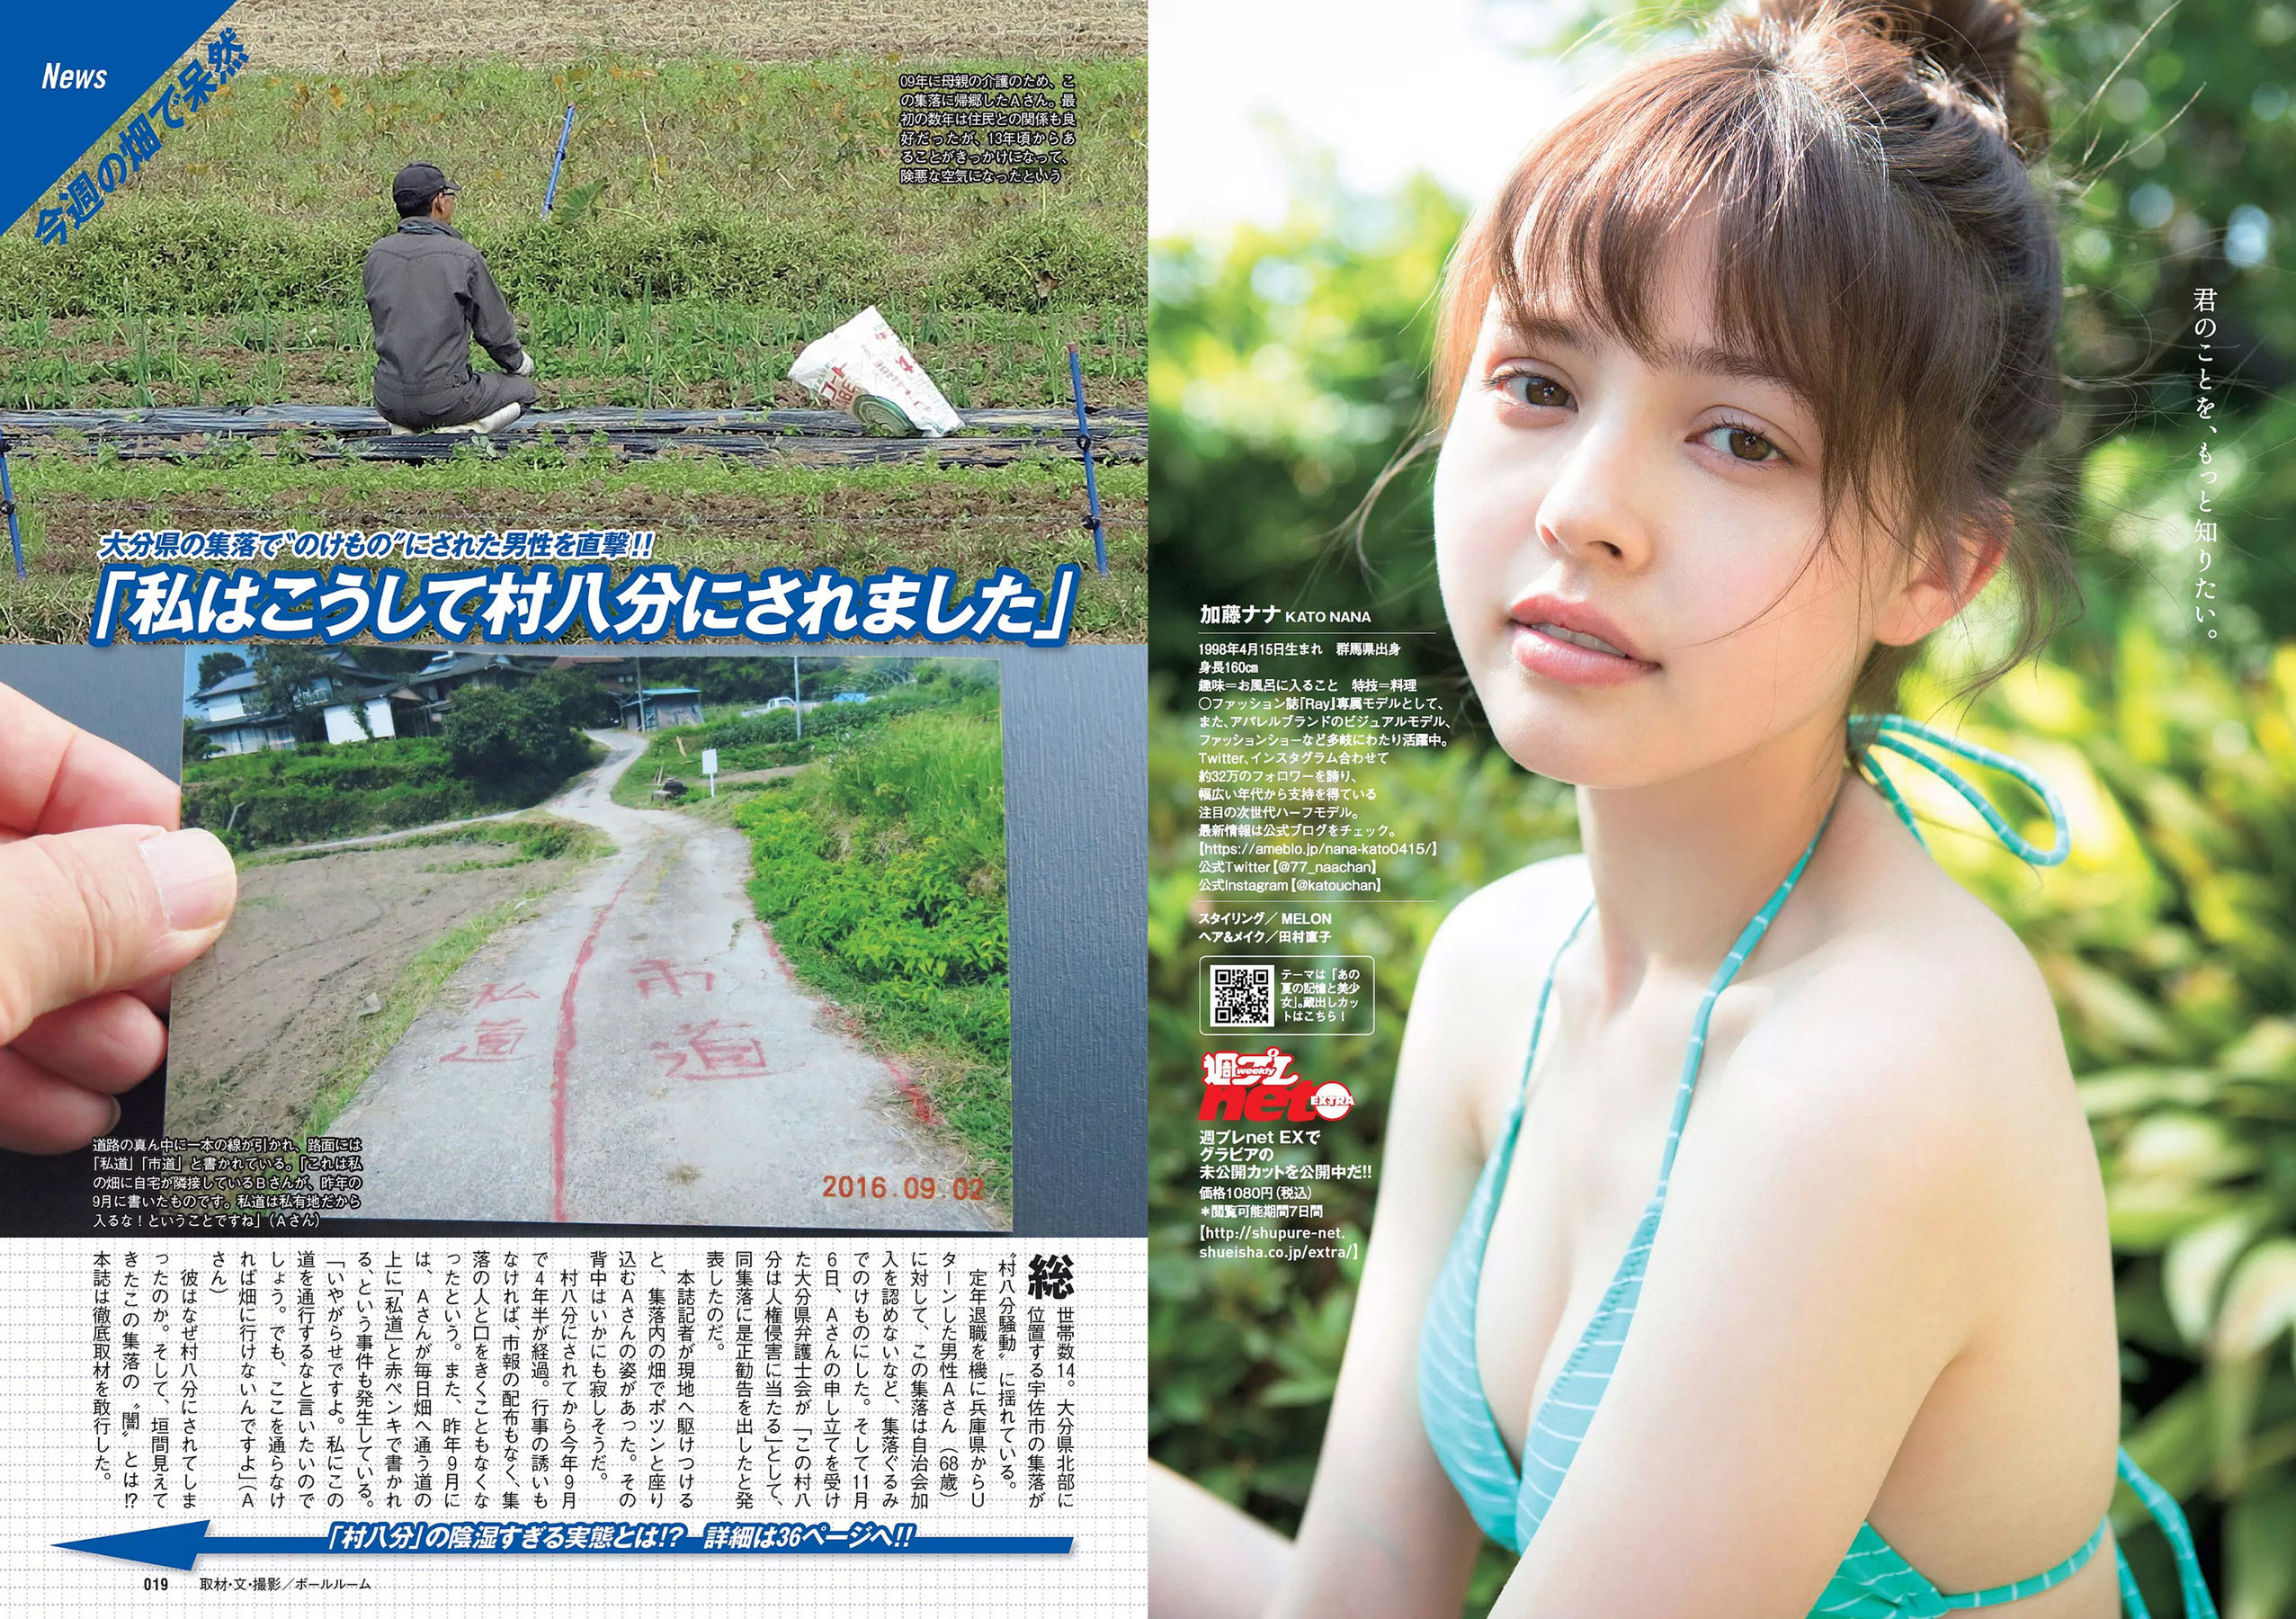 News
今週の畑で呆然
09年に母親の介護のため、こ
の集落に帰郷したAさん。最
初の数年は住民との関係も良
好だったが、13年頃からあ
ることがきっかけになって、
険悪な空気になったという
大分県の集落で〝のけもの〟にされた男性を直撃!!
「私はこうして村八分にされました」
私道
市道
2016.09.02
道路の真ん中に一本の線が引かれ、路面には
「私道」「市道」と書かれている。「これは私
の畑に自宅が隣接しているBさんが、昨年の
9月に書いたものです。私道は私有地だから
入るな!ということですね」(Aさん)
総世帯数14。大分県北部に
位置する宇佐市の集落が
〝村八分騒動〟に揺れている。
定年退職を機に兵庫県からU
ターンした男性Aさん(68歳)
に対して、この集落は自治会加
入を認めないなど、集落ぐるみ
でのけものにした。そして11月
6日、Aさんの申し立てを受け
た大分県弁護士会が「この村八
分は人権侵害に当たる」として、
同集落に是正勧告を出したと発
表したのだ。
本誌記者が現地へ駆けつける
と、集落内の畑でポツンと座り
込むAさんの姿があった。その
背中はいかにも寂しそうだ。
村八分にされてから今年9月
で4年半が経過。行事の誘いも
なければ、市報の配布もなく、集
落の人と口をきくこともなくな
ったという。また、昨年9月に
は、Aさんが毎日畑へ通う道の
上に「私道」と赤ペンキで書かれ
る、という事件も発生している。
「いやがらせですよ。私にこの
道を通行するなと言いたいので
しょう。でも、ここを通らなけ
れば畑に行けないんですよ」(A
さん)
彼はなぜ村八分にされてしま
ったのか。そして、垣間見えて
きたこの集落の〝闇〟とは!?
本誌は徹底取材を敢行した。
「村八分」の陰湿すぎる実態とは!? 詳細は36ページへ!!
019 取材・文・撮影/ボールルーム
君のことを、もっと知りたい。
加藤ナナ KATO NANA
1998年4月15日生まれ 群馬県出身
身長160㎝
趣味=お風呂に入ること 特技=料理
○ファッション誌『Ray』専属モデルとして、
また、アパレルブランドのビジュアルモデル、
ファッションショーなど多岐にわたり活躍中。
Twitter、インスタグラム合わせて
約32万のフォロワーを誇り、
幅広い年代から支持を得ている
注目の次世代ハーフモデル。
最新情報は公式ブログをチェック。
【https://ameblo.jp/nana-kato0415/】
公式Twitter【@77_naachan】
公式Instagram【@katouchan】
スタイリング/MELON
ヘア&メイク/田村直子
テーマは「あの
夏の記憶と美少
女」。蔵出しカッ
トはこちら!
週プレ weekly
net EXTRA
週プレnet EXで
グラビアの
未公開カットを公開中だ!!
価格1080円(税込)
*閲覧可能期間7日間
【http://shupure-net.
shueisha.co.jp/extra/】